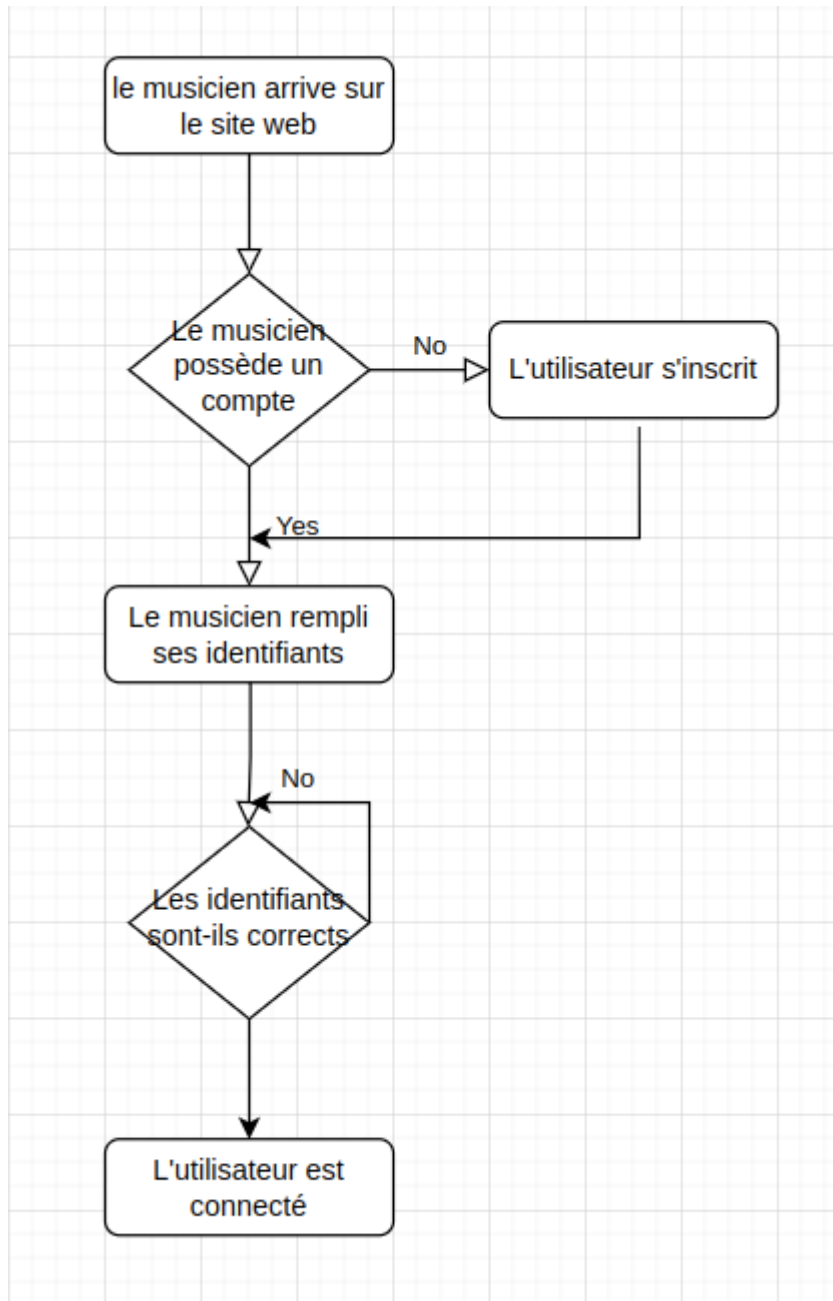 le musicien arrive sur
le site web
Le musicien
possède un
compte
No
L'utilisateur s'inscrit
Yes
Le musicien rempli
ses identifiants
No
Les identifiants
sont-ils corrects
L'utilisateur est
connecté